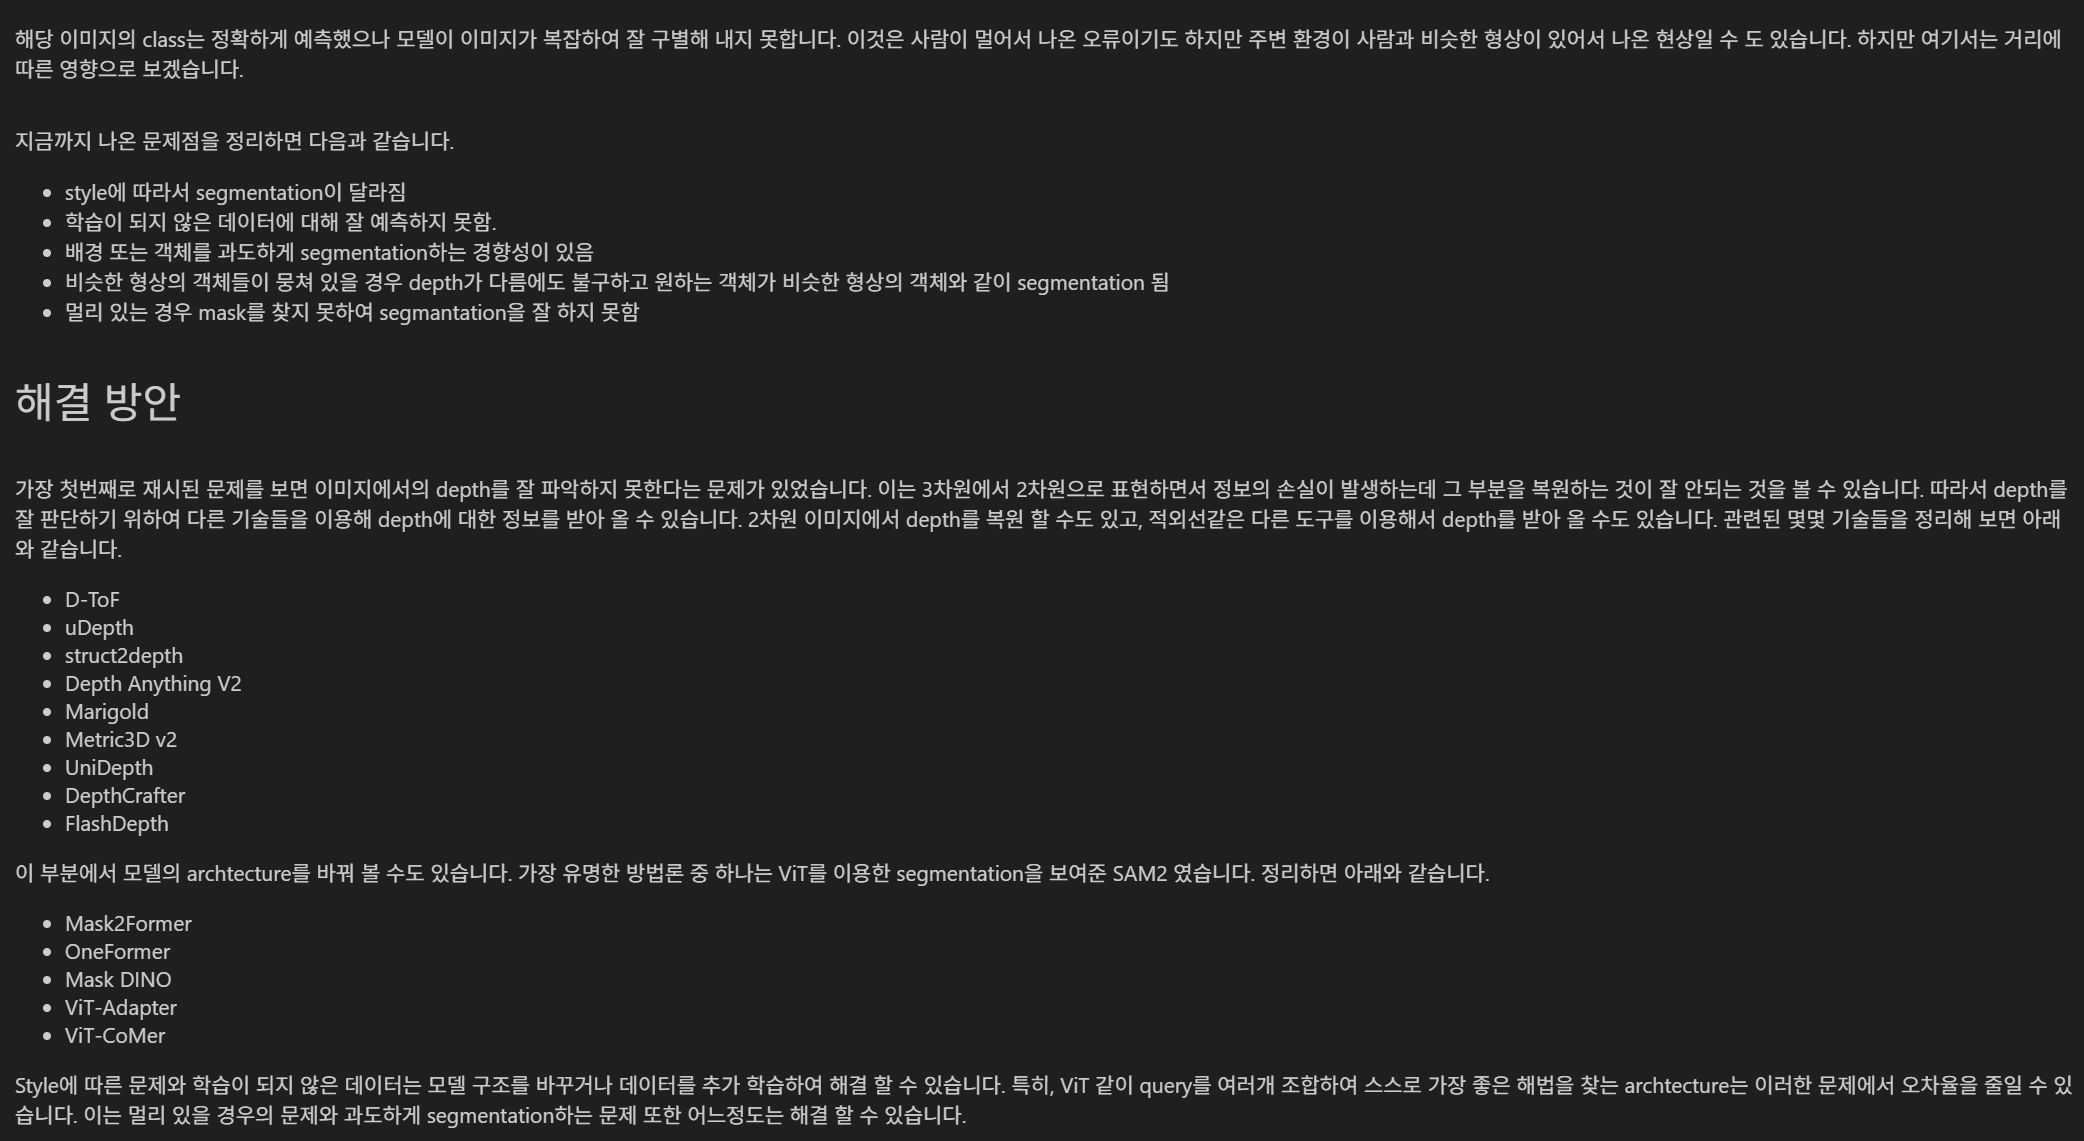 해당 이미지의 class는 정확하게 예측했으나 모델이 이미지가 복잡하여 잘 구별해 내지 못합니다. 이것은 사람이 멀어서 나온 오류이기도 하지만 주변 환경이 사람과 비슷한 형상이 있어서 나온 현상일 수 도 있습니다. 하지만 여기서는 거리에
따른 영향으로 보겠습니다.
지금까지 나온 문제점을 정리하면 다음과 같습니다.
• style에 따라서 segmentation이 달라짐
• 학습이 되지 않은 데이터에 대해 잘 예측하지 못함.
• 배경 또는 객체를 과도하게 segmentation하는 경향성이 있음
• 비슷한 형상의 객체들이 뭉쳐 있을 경우 depth가 다름에도 불구하고 원하는 객체가 비슷한 형상의 객체와 같이 segmentation 됨
• 멀리 있는 경우 mask를 찾지 못하여 segmantation을 잘 하지 못함
해결 방안
가장 첫번째로 재시된 문제를 보면 이미지에서의 depth를 잘 파악하지 못한다는 문제가 있었습니다. 이는 3차원에서 2차원으로 표현하면서 정보의 손실이 발생하는데 그 부분을 복원하는 것이 잘 안되는 것을 볼 수 있습니다. 따라서 depth를
잘 판단하기 위하여 다른 기술들을 이용해 depth에 대한 정보를 받아 올 수 있습니다. 2차원 이미지에서 depth를 복원 할 수도 있고, 적외선같은 다른 도구를 이용해서 depth를 받아 올 수도 있습니다. 관련된 몇몇 기술들을 정리해 보면 아래
와 같습니다.
• D-ToF
• uDepth
• struct2depth
• Depth Anything V2
• Marigold
• Metric3D v2
• UniDepth
• DepthCrafter
• FlashDepth
이 부분에서 모델의 archtecture를 바꿔 볼 수도 있습니다. 가장 유명한 방법론 중 하나는 ViT를 이용한 segmentation을 보여준 SAM2 였습니다. 정리하면 아래와 같습니다.
• Mask2Former
• OneFormer
• Mask DINO
• ViT-Adapter
• ViT-CoMer
Style에 따른 문제와 학습이 되지 않은 데이터는 모델 구조를 바꾸거나 데이터를 추가 학습하여 해결 할 수 있습니다. 특히, ViT 같이 query를 여러개 조합하여 스스로 가장 좋은 해법을 찾는 archtecture는 이러한 문제에서 오차율을 줄일 수 있
습니다. 이는 멀리 있을 경우의 문제와 과도하게 segmentation하는 문제 또한 어느정도는 해결 할 수 있습니다.